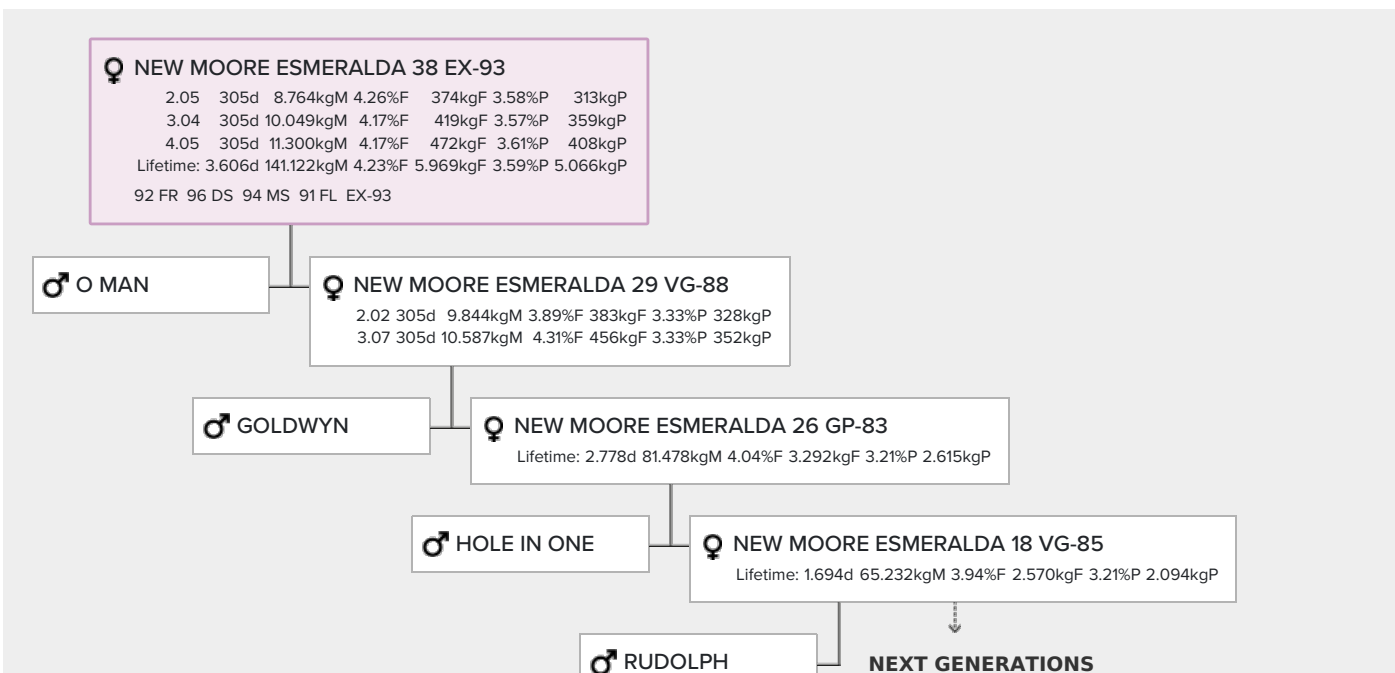 NEW MOORE ESMERALDA 38 EX-93
2.05 305d 8.764kgM 4.26%F 374kgF 3.58%P 313kgP
3.04 305d 10.049kgM 4.17%F 419kgF 3.57%P 359kgP
4.05 305d 11.300kgM 4.17%F 472kgF 3.61%P 408kgP
Lifetime: 3.606d 141.122kgM 4.23%F 5.969kgF 3.59%P 5.066kgP
92 FR 96 DS 94 MS 91 FL EX-93
O MAN
NEW MOORE ESMERALDA 29 VG-88
2.02 305d 9.844kgM 3.89%F 383kgF 3.33%P 328kgP
3.07 305d 10.587kgM 4.31%F 456kgF 3.33%P 352kgP
GOLDWYN
NEW MOORE ESMERALDA 26 GP-83
Lifetime: 2.778d 81.478kgM 4.04%F 3.292kgF 3.21%P 2.615kgP
HOLE IN ONE
NEW MOORE ESMERALDA 18 VG-85
Lifetime: 1.694d 65.232kgM 3.94%F 2.570kgF 3.21%P 2.094kgP
RUDOLPH
NEXT GENERATIONS